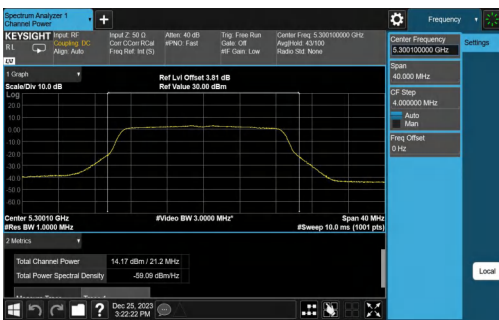 Spectrum Analyzer 1
Channel Power
+
Frequency
KEYSIGHT
RL
Input: RF
Coupling: DC
Align: Auto
Input Z: 50 Ω
Corr CCorr RCal
Freq Ref: Int (S)
Atten: 40 dB
#PNO: Fast
Trig: Free Run
Gate: Off
#IF Gain: Low
Center Freq: 5.300100000 GHz
Avg|Hold: 43/100
Radio Std: None
LW
Center Frequency
5.300100000 GHz
Settings
Span
40.000 MHz
CF Step
4.000000 MHz
Auto
Man
Freq Offset
0 Hz
Local
1 Graph
Scale/Div 10.0 dB
Ref Lvl Offset 3.81 dB
Ref Value 30.00 dBm
Log
20.0
10.0
0.00
-10.0
-20.0
-30.0
-40.0
-50.0
-60.0
Center 5.30010 GHz
#Res BW 1.0000 MHz
#Video BW 3.0000 MHz*
Span 40 MHz
#Sweep 10.0 ms (1001 pts)
2 Metrics
Total Channel Power 14.17 dBm / 21.2 MHz
Total Power Spectral Density -59.09 dBm/Hz
?
Dec 25, 2023
3:22:22 PM